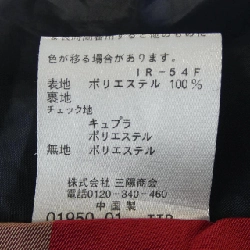 色が移る場合があります。
IR-54F
表地 ポリエステル 100%
裏地
チェック地
キュプラ
ポリエステル
無地 ポリエステル
株式会社 三陽商会
電話0120-340-460
中国製
01950 01 TTP